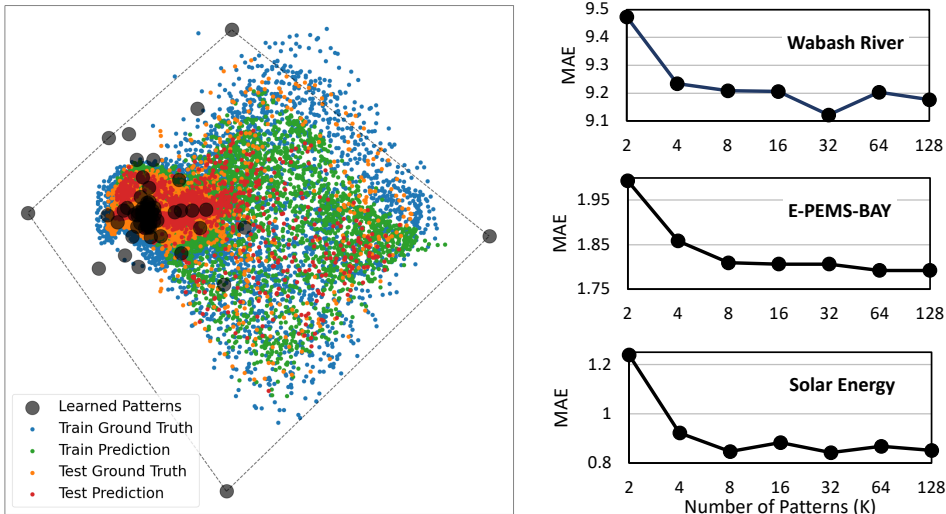 Learned Patterns
Train Ground Truth
Train Prediction
Test Ground Truth
Test Prediction
9.5
9.4
9.3
9.2
9.1
MAE
Wabash River
2 4 8 16 32 64 128
1.95
1.85
1.75
MAE
E-PEMS-BAY
2 4 8 16 32 64 128
1.2
1
0.8
MAE
Solar Energy
2 4 8 16 32 64 128
Number of Patterns (K)